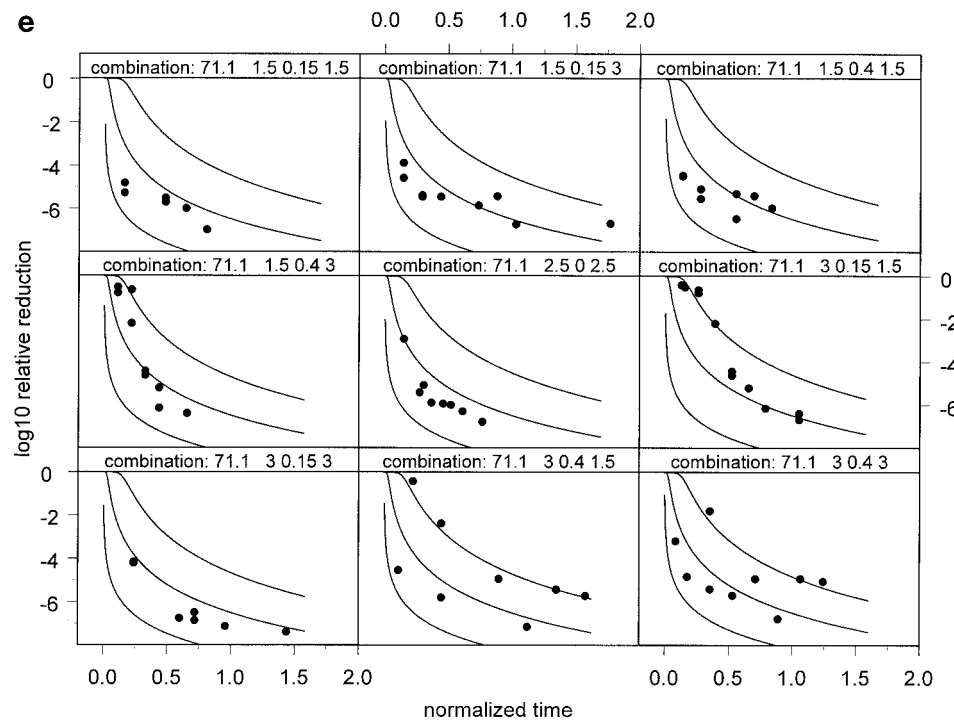 e
0.0 0.5 1.0 1.5 2.0
combination: 71.1 1.5 0.15 1.5
combination: 71.1 1.5 0.15 3
combination: 71.1 1.5 0.4 1.5
0
-2
-4
-6
combination: 71.1 1.5 0.4 3
combination: 71.1 2.5 0 2.5
combination: 71.1 3 0.15 1.5
0
-2
-4
-6
log10 relative reduction
combination: 71.1 3 0.15 3
combination: 71.1 3 0.4 1.5
combination: 71.1 3 0.4 3
0
-2
-4
-6
0.0 0.5 1.0 1.5 2.0
0.0 0.5 1.0 1.5 2.0
normalized time